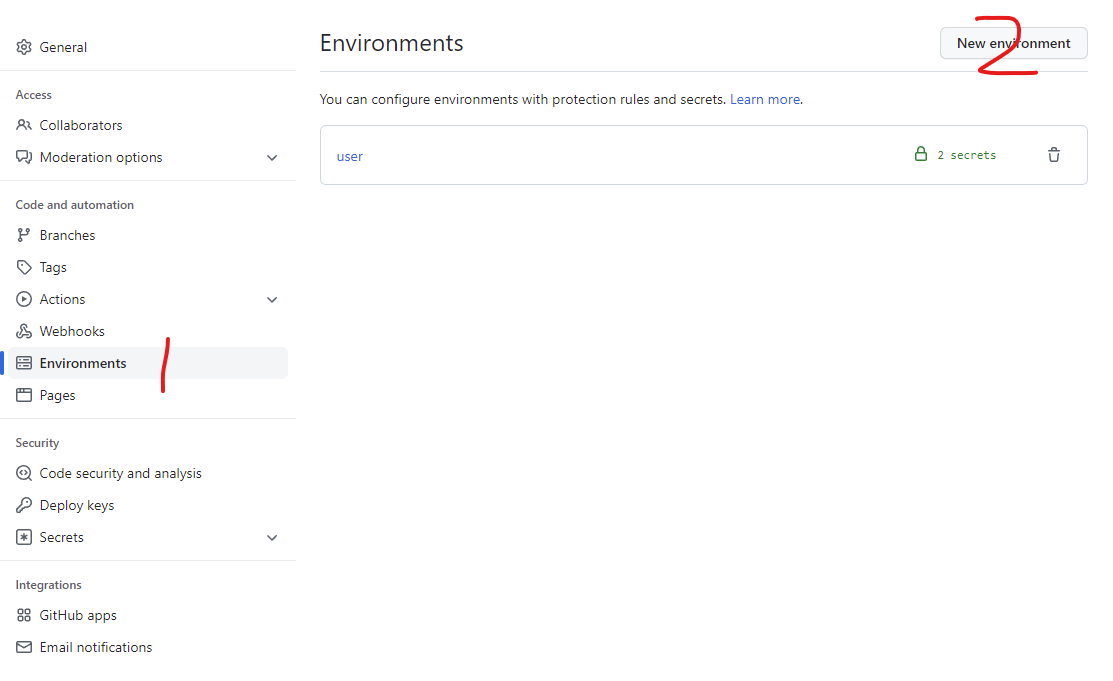 General
Access
Collaborators
Moderation options
Code and automation
Branches
Tags
Actions
Webhooks
Environments
1
Pages
Security
Code security and analysis
Deploy keys
Secrets
Integrations
GitHub apps
Email notifications
Environments
New environment
2
You can configure environments with protection rules and secrets. Learn more.
user
2 secrets